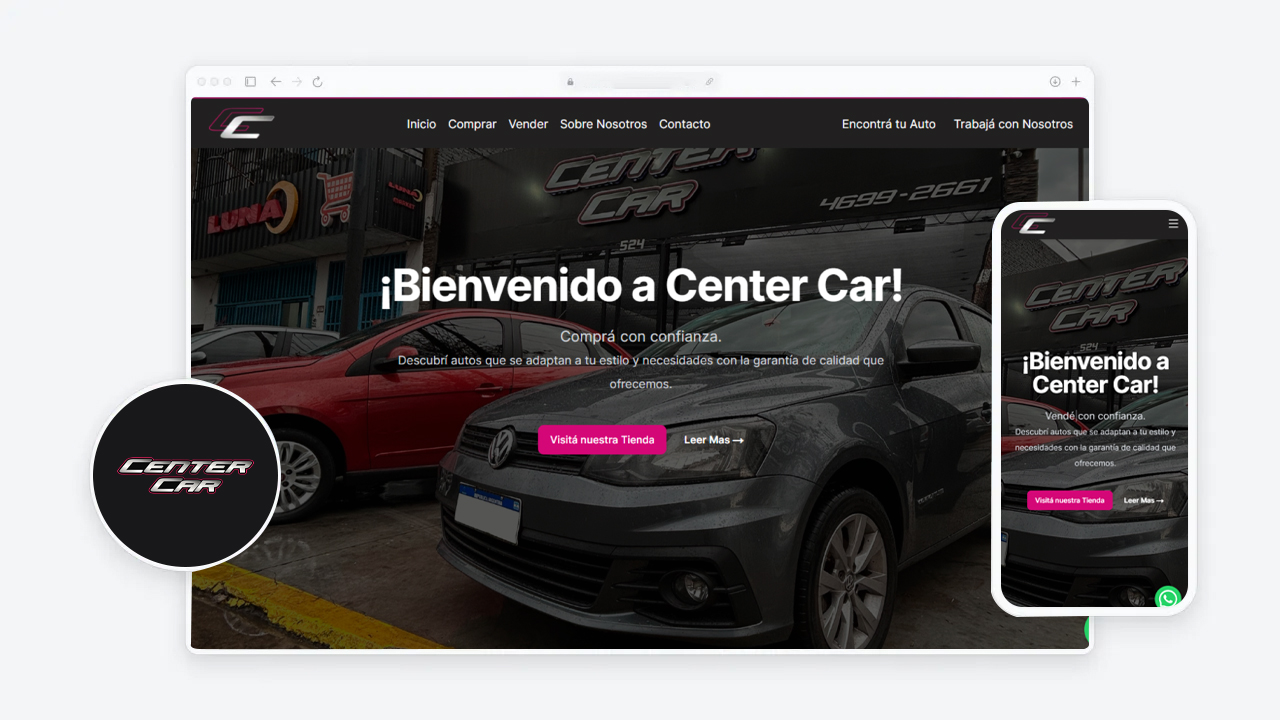 Inicio Comprar Vender Sobre Nosotros Contacto Encontrá tu Auto Trabajá con Nosotros
CENTER
CAR
4699-2661
LUNA
LUNA
524
¡Bienvenido a Center Car!
Comprá con confianza.
Descubrí autos que se adaptan a tu estilo y necesidades con la garantía de calidad que
ofrecemos.
Visitá nuestra Tienda Leer Mas →
CENTER
CAR
CENTER
CAR
524
¡Bienvenido a
Center Car!
Vendé con confianza.
Descubrí autos que se adaptan a tu estilo y
necesidades con la garantía de calidad que
ofrecemos.
Visitá nuestra Tienda Leer Mas →